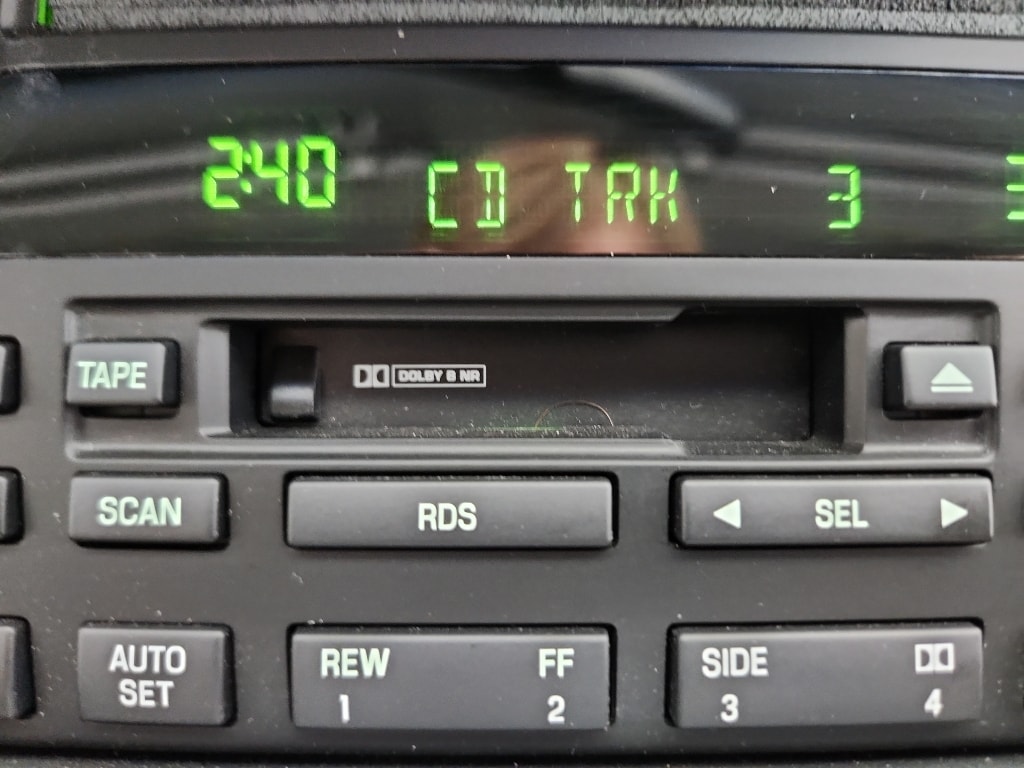 2:40 CD TRK 3 3
TAPE DOLBY B NR
SCAN RDS SEL
AUTO SET
REW FF SIDE
1 2 3 4